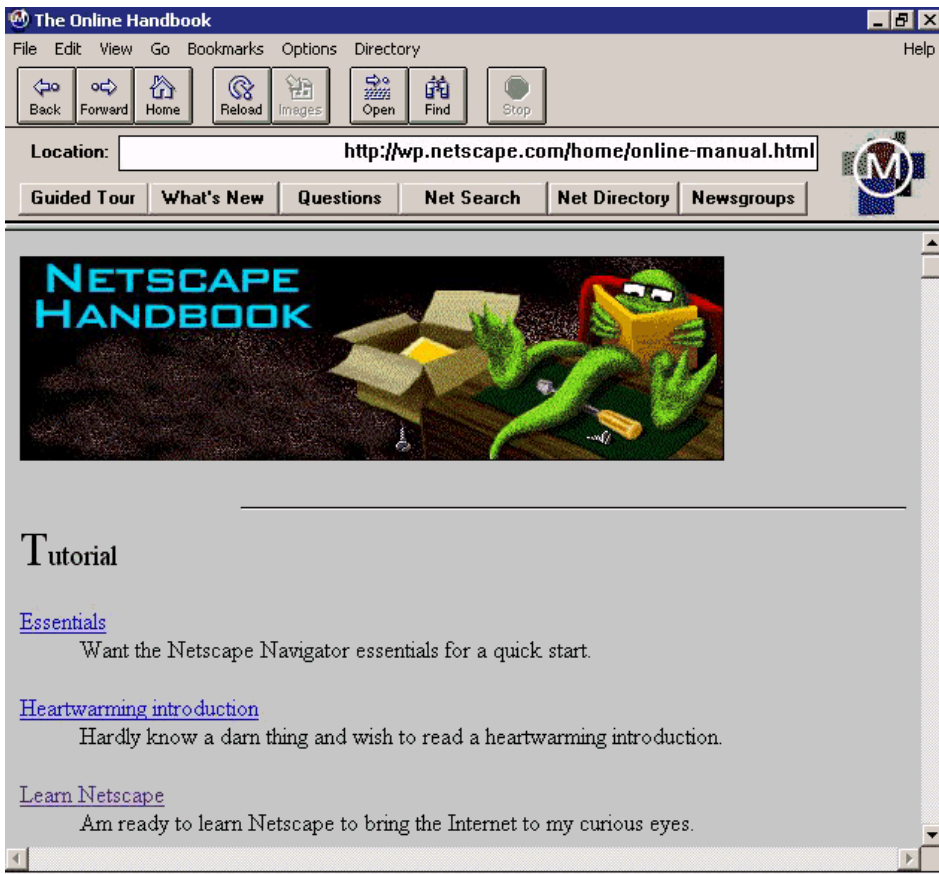 The Online Handbook
File Edit View Go Bookmarks Options Directory Help
Back Forward Home Reload Images Open Find Stop
Location: http://wp.netscape.com/home/online-manual.html
M
Guided Tour What's New Questions Net Search Net Directory Newsgroups
NETSCAPE
HANDBOOK
Tutorial
Essentials
Want the Netscape Navigator essentials for a quick start.
Heartwarming introduction
Hardly know a darn thing and wish to read a heartwarming introduction.
Learn Netscape
Am ready to learn Netscape to bring the Internet to my curious eyes.